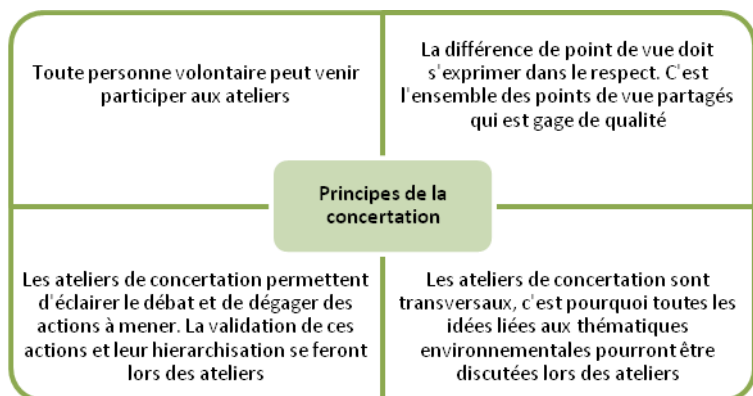 Toute personne volontaire peut venir
participer aux ateliers
La différence de point de vue doit
s'exprimer dans le respect. C'est
l'ensemble des points de vue partagés
qui est gage de qualité
Principes de la
concertation
Les ateliers de concertation permettent
d'éclairer le débat et de dégager des
actions à mener. La validation de ces
actions et leur hierarchisation se feront
lors des ateliers
Les ateliers de concertation sont
transversaux, c'est pourquoi toutes les
idées liées aux thématiques
environnementales pourront être
discutées lors des ateliers